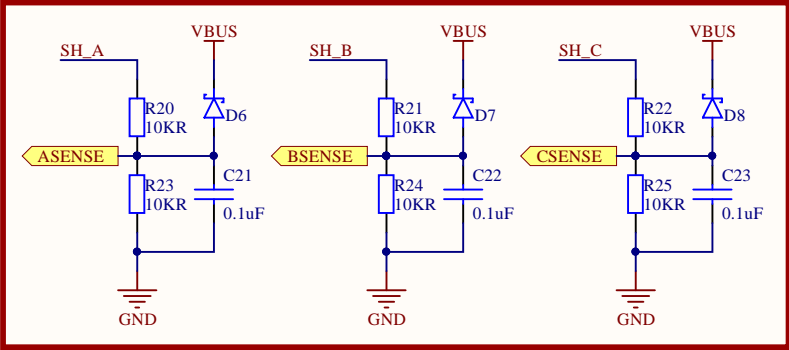 VBUS
SH_A
R20
10KR
D6
ASENSE
R23
10KR
C21
0.1uF
GND
VBUS
SH_B
R21
10KR
D7
BSENSE
R24
10KR
C22
0.1uF
GND
VBUS
SH_C
R22
10KR
D8
CSENSE
R25
10KR
C23
0.1uF
GND